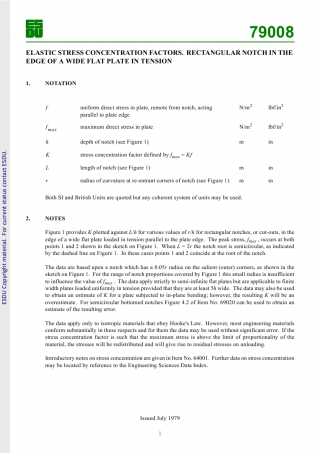 ESDU
79008
ELASTIC STRESS CONCENTRATION FACTORS. RECTANGULAR NOTCH IN THE
EDGE OF A WIDE FLAT PLATE IN TENSION
1. NOTATION
f uniform direct stress in plate, remote from notch, acting N/m² lbf/in²
parallel to plate edge
fmax maximum direct stress in plate N/m² lbf/in²
h depth of notch (see Figure 1) m in
K stress concentration factor defined by fmax = Kf
L length of notch (see Figure 1) m in
r radius of curvature at re-entrant corners of notch (see Figure 1) m in
Both SI and British Units are quoted but any coherent system of units may be used.
2. NOTES
Figure 1 provides K plotted against L/h for various values of r/h for rectangular notches, or cut-outs, in the
edge of a wide flat plate loaded in tension parallel to the plate edge. The peak stress, fmax, occurs at both
points 1 and 2 shown in the sketch on Figure 1. When L = 2r the notch root is semicircular, as indicated
by the dashed line on Figure 1. In these cases points 1 and 2 coincide at the root of the notch.
The data are based upon a notch which has a 0.05r radius on the salient (outer) corners, as shown in the
sketch on Figure 1. For the range of notch proportions covered by Figure 1 this small radius is insufficient
to influence the value of fmax. The data apply strictly to semi-infinite flat plates but are applicable to finite
width plates loaded uniformly in tension provided that they are at least 5h wide. The data may also be used
to obtain an estimate of K for a plate subjected to in-plane bending; however, the resulting K will be an
overestimate. For semicircular bottomed notches Figure 4.2 of Item No. 69020 can be used to obtain an
estimate of the resulting error.
The data apply only to isotropic materials that obey Hooke's Law. However, most engineering materials
conform substantially in these respects and for them the data may be used without significant error. If the
stress concentration factor is such that the maximum stress is above the limit of proportionality of the
material, the stresses will be redistributed and will give rise to residual stresses on unloading.
Introductory notes on stress concentration are given in Item No. 64001. Further data on stress concentration
may be located by reference to the Engineering Sciences Data Index.
Issued July 1979
1
ESDU Copyright material. For current status contact ESDU.